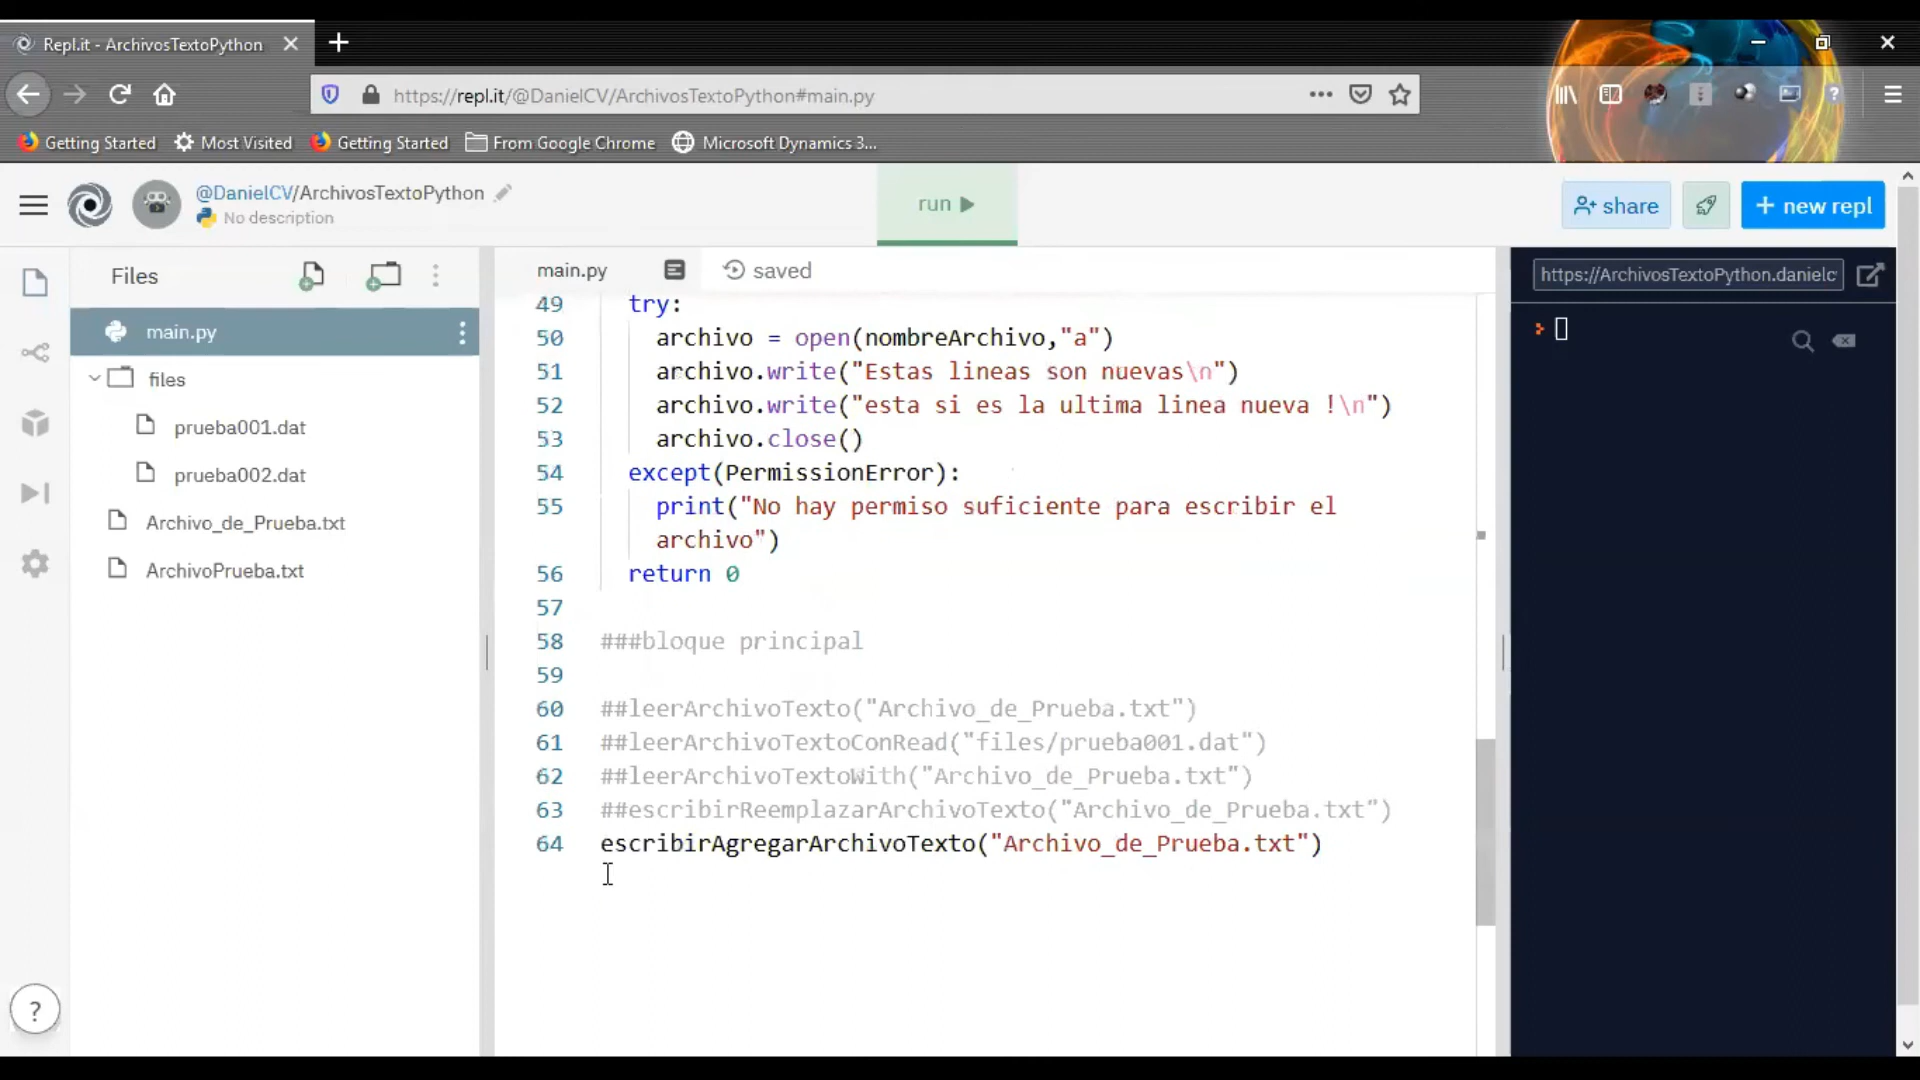 Repl.it - ArchivosTextoPython
https://repl.it/@DanielCV/ArchivosTextoPython#main.py
Getting Started
Most Visited
Getting Started
From Google Chrome
Microsoft Dynamics 3...
@DanielCV/ArchivosTextoPython
No description
run
share
+ new repl
Files
main.py
files
prueba001.dat
prueba002.dat
Archivo_de_Prueba.txt
ArchivoPrueba.txt
?
main.py
saved
49 try:
50 archivo = open(nombreArchivo,"a")
51 archivo.write("Estas lineas son nuevas\n")
52 archivo.write("esta si es la ultima linea nueva !\n")
53 archivo.close()
54 except(PermissionError):
55 print("No hay permiso suficiente para escribir el
archivo")
56 return 0
57
58 ###bloque principal
59
60 ##leerArchivoTexto("Archivo_de_Prueba.txt")
61 ##leerArchivoTextoConRead("files/prueba001.dat")
62 ##leerArchivoTextoWith("Archivo_de_Prueba.txt")
63 ##escribirReemplazarArchivoTexto("Archivo_de_Prueba.txt")
64 escribirAgregarArchivoTexto("Archivo_de_Prueba.txt")
https://ArchivosTextoPython.danielc